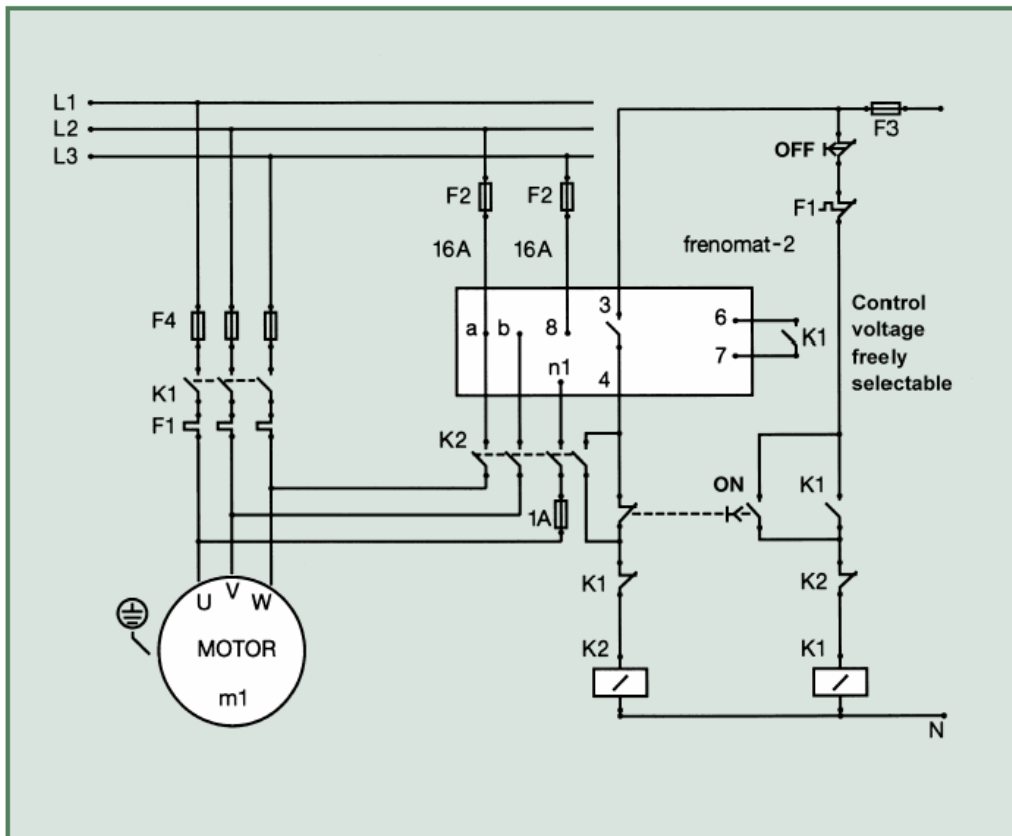 L1
L2
L3
F3
OFF
F2
F2
F1
16A
16A
frenomat-2
F4
a
b
8
3
6
K1
7
n1
4
Control
voltage
freely
selectable
K1
F1
K2
ON
K1
1A
K1
K2
U
V
W
MOTOR
m1
K2
K1
N